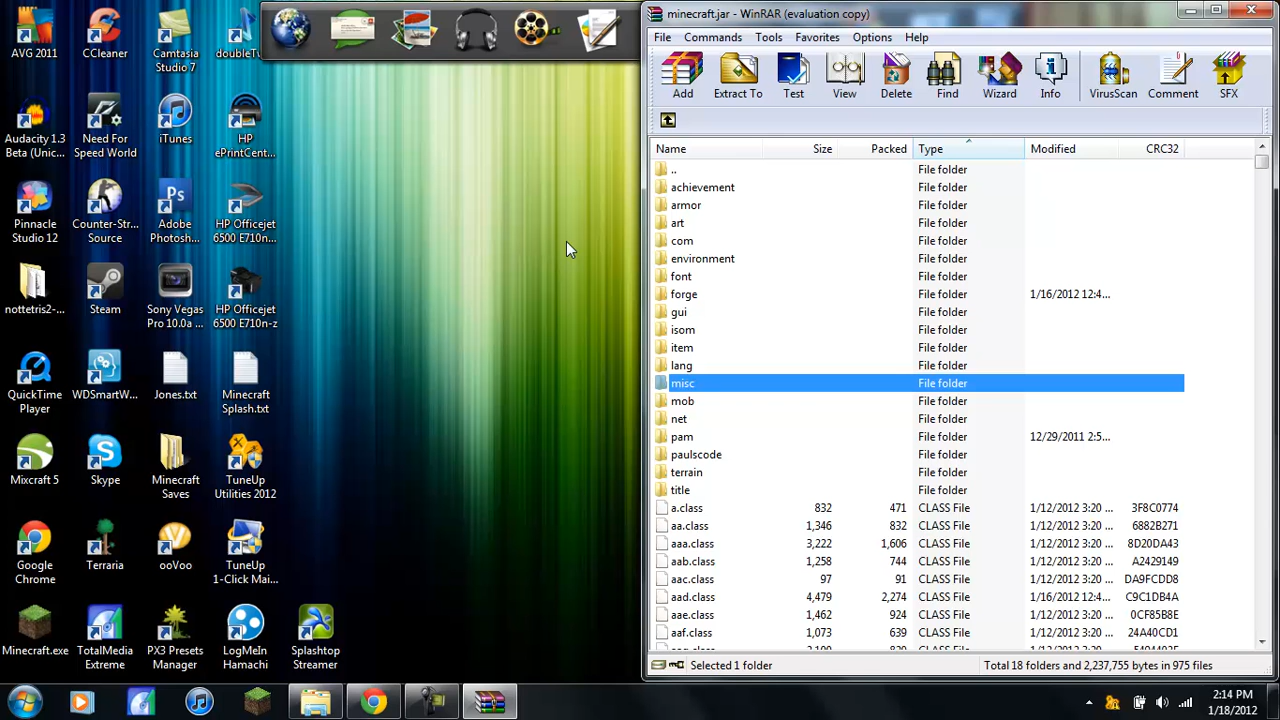 AVG 2011
CCleaner
Camtasia
Studio 7
doubleTw...
Audacity 1.3
Beta (Unic...
Need For
Speed World
iTunes
HP
ePrintCent...
Pinnacle
Studio 12
Counter-Str...
Source
Adobe
Photosh...
HP Officejet
6500 E710n...
nottetris2-...
Steam
Sony Vegas
Pro 10.0a ...
HP Officejet
6500 E710n-z
QuickTime
Player
WDSmartW...
Jones.txt
Minecraft
Splash.txt
Mixcraft 5
Skype
Minecraft
Saves
TuneUp
Utilities 2012
Google
Chrome
Terraria
ooVoo
TuneUp
1-Click Mai...
Minecraft.exe
TotalMedia
Extreme
PX3 Presets
Manager
LogMeIn
Hamachi
Splashtop
Streamer
minecraft.jar - WinRAR (evaluation copy)
File Commands Tools Favorites Options Help
Add Extract To Test View Delete Find Wizard Info VirusScan Comment SFX
Name Size Packed Type Modified CRC32
.. File folder
achievement File folder
armor File folder
art File folder
com File folder
environment File folder
font File folder
forge File folder 1/16/2012 12:4...
gui File folder
isom File folder
item File folder
lang File folder
misc File folder
mob File folder
net File folder
pam File folder 12/29/2011 2:5...
paulscode File folder
terrain File folder
title File folder
a.class 832 471 CLASS File 1/12/2012 3:20 ... 3F8C0774
aa.class 1,346 832 CLASS File 1/12/2012 3:20 ... 6882B271
aaa.class 3,222 1,606 CLASS File 1/12/2012 3:20 ... 8D20DA43
aab.class 1,258 744 CLASS File 1/12/2012 3:20 ... A2429149
aac.class 97 91 CLASS File 1/12/2012 3:20 ... DA9FCDD8
aad.class 4,479 2,274 CLASS File 1/16/2012 12:4... C9C1DB4A
aae.class 1,462 924 CLASS File 1/12/2012 3:20 ... 0CF85B8E
aaf.class 1,073 639 CLASS File 1/12/2012 3:20 ... 24A40CD1
Selected 1 folder
Total 18 folders and 2,237,755 bytes in 975 files
2:14 PM
1/18/2012